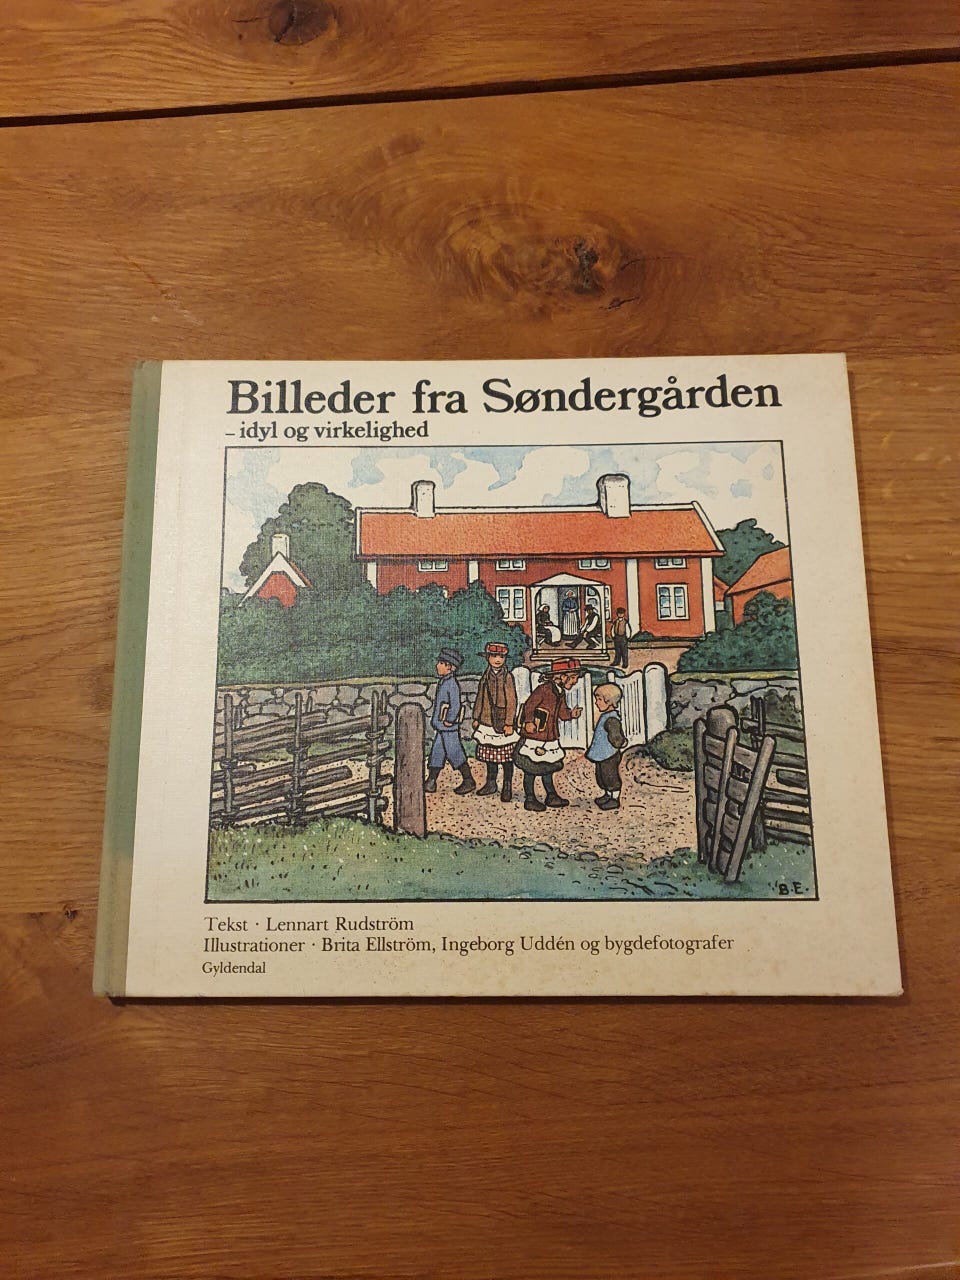 Billeder fra Søndergården
– idyl og virkelighed
B.E.
Tekst · Lennart Rudström
Illustrationer · Brita Ellström, Ingeborg Uddén og bygdefotografer
Gyldendal